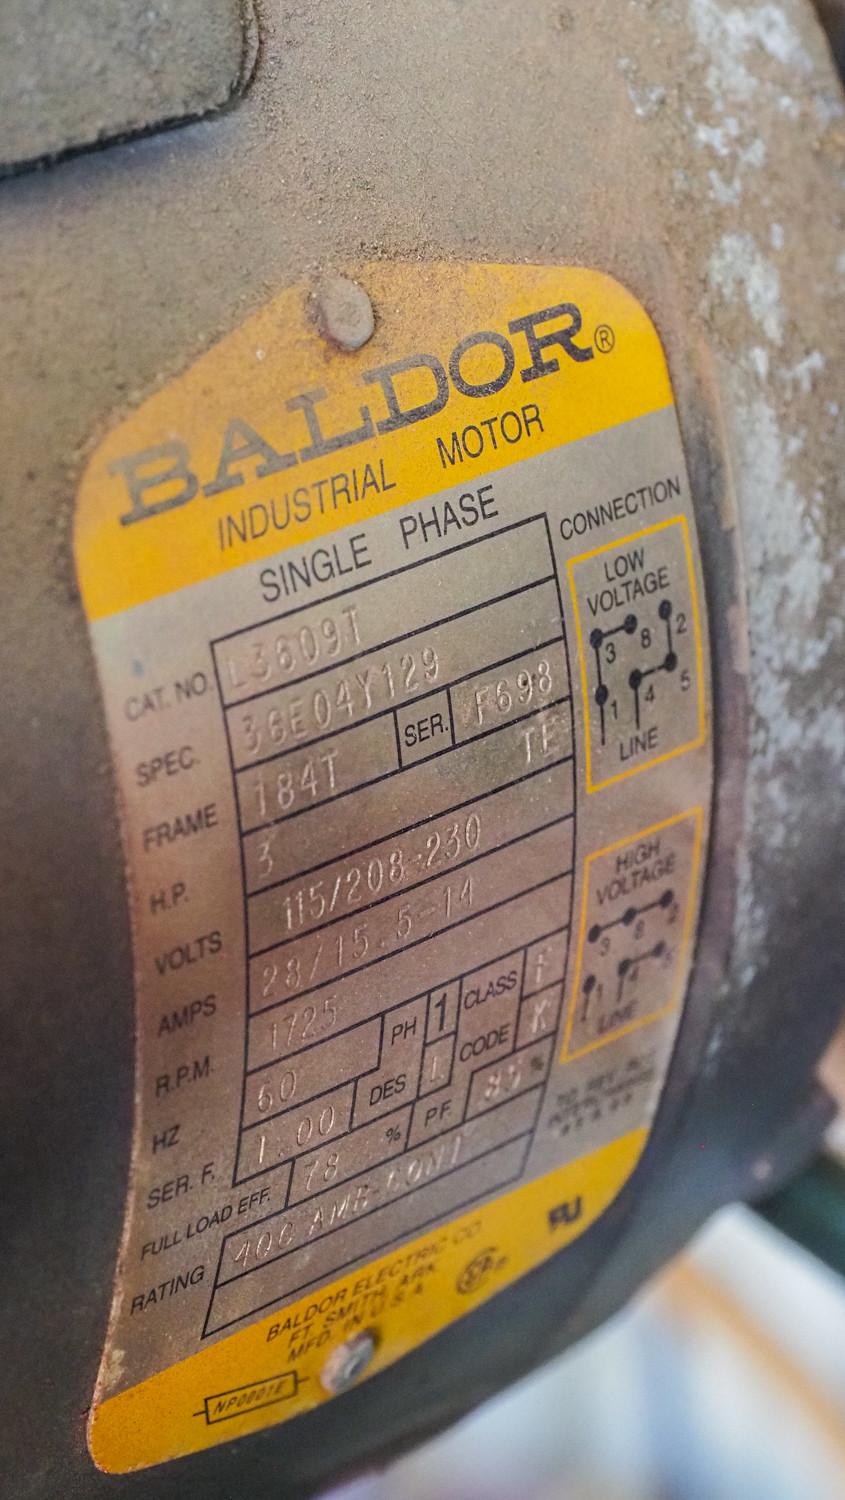 BALDOR®
INDUSTRIAL MOTOR
SINGLE PHASE
CAT. NO. L3609T
SPEC. 36E04Y129
FRAME 184T SER. F698
TE
H.P. 3
VOLTS 115/208-230
AMPS 28/15.5-14
R.P.M. 1725
HZ 60 PH 1 CLASS F
SER. F. 1.00 DES L CODE K
FULL LOAD EFF. 78 % P.F. %
RATING 40C AMB-CONT
CONNECTION
LOW
VOLTAGE
3 8 2
1 4 5
LINE
HIGH
VOLTAGE
3 8 2
1 4 5
LINE
BALDOR ELECTRIC CO.
FT. SMITH, ARK.
MFD. IN U.S.A.
NP0001E